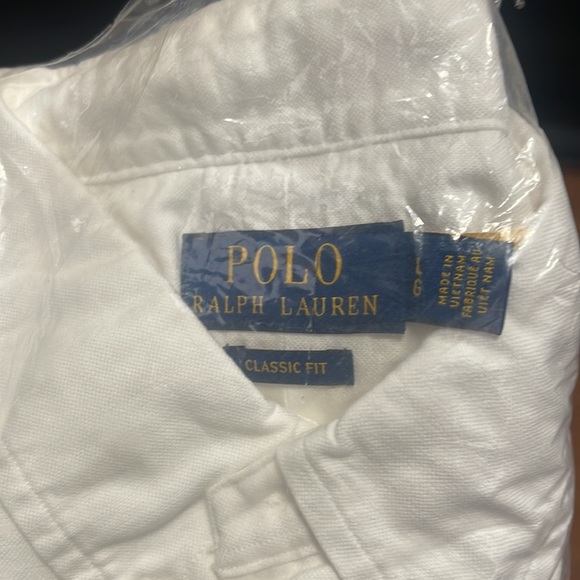 POLO
RALPH LAUREN
L
G
MADE IN
VIETNAM
FABRIQUÉ AU
VIET NAM
CLASSIC FIT